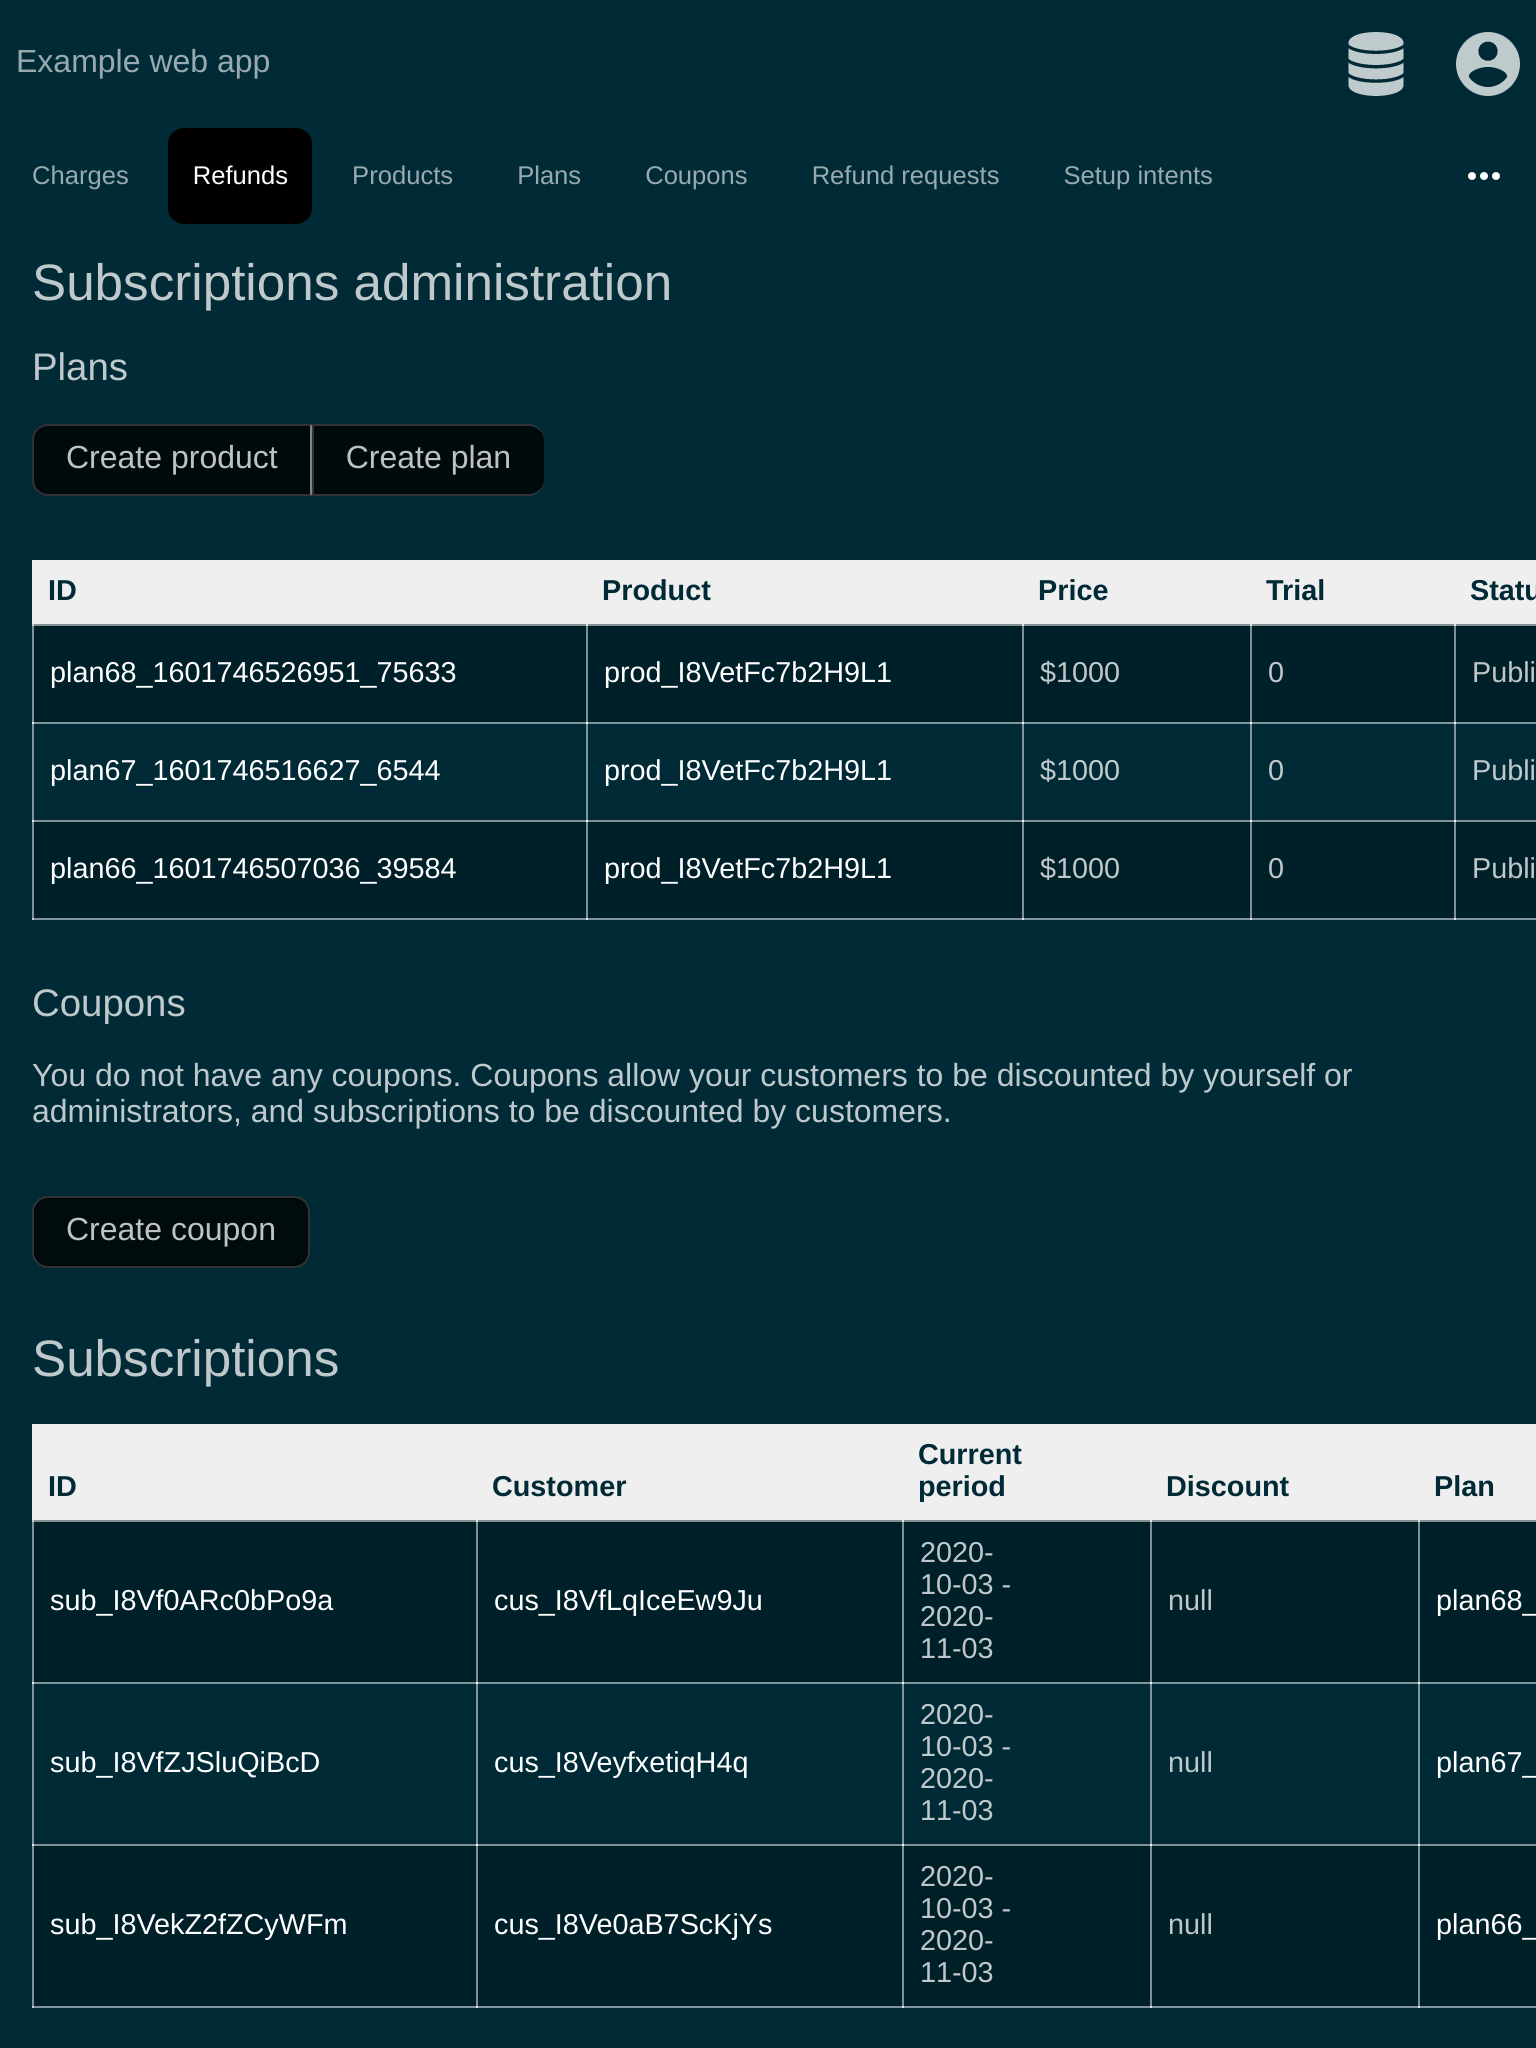 Example web app
Charges Refunds Products Plans Coupons Refund requests Setup intents
Subscriptions administration
Plans
Create product Create plan
ID Product Price Trial Statu
plan68_1601746526951_75633 prod_I8VetFc7b2H9L1 $1000 0 Publi
plan67_1601746516627_6544 prod_I8VetFc7b2H9L1 $1000 0 Publi
plan66_1601746507036_39584 prod_I8VetFc7b2H9L1 $1000 0 Publi
Coupons
You do not have any coupons. Coupons allow your customers to be discounted by yourself or
administrators, and subscriptions to be discounted by customers.
Create coupon
Subscriptions
Current
ID Customer period Discount Plan
2020-
10-03 -
sub_I8Vf0ARc0bPo9a cus_I8VfLqIceEw9Ju null plan68_
2020-
11-03
2020-
10-03 -
sub_I8VfZJSluQiBcD cus_I8VeyfxetiqH4q null plan67_
2020-
11-03
2020-
10-03 -
sub_I8VekZ2fZCyWFm cus_I8Ve0aB7ScKjYs null plan66_
2020-
11-03